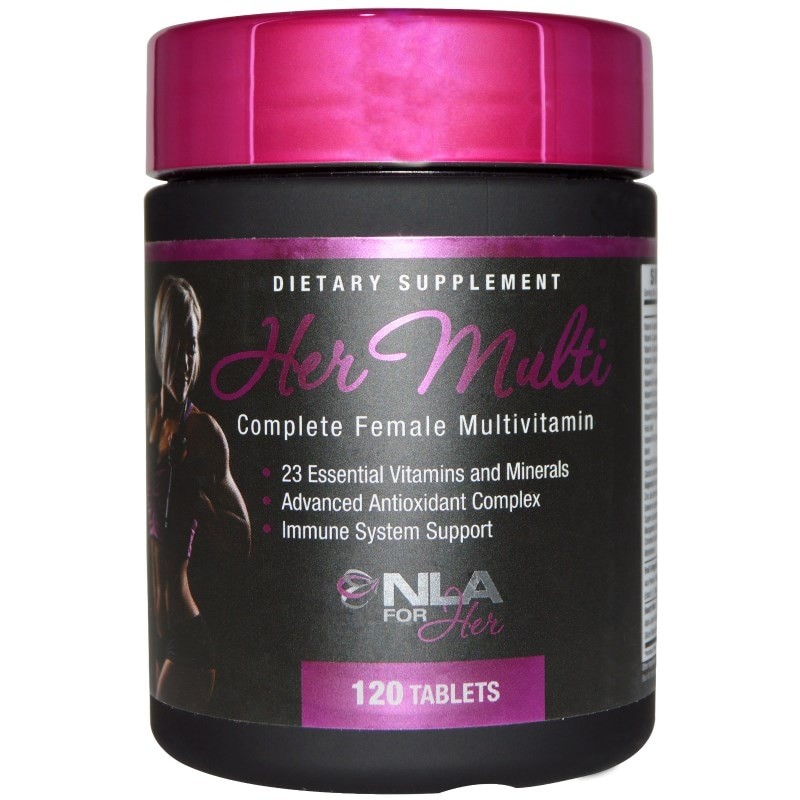 DIETARY SUPPLEMENT
Her Multi
Complete Female Multivitamin
• 23 Essential Vitamins and Minerals
• Advanced Antioxidant Complex
• Immune System Support
NLA
FOR Her
120 TABLETS